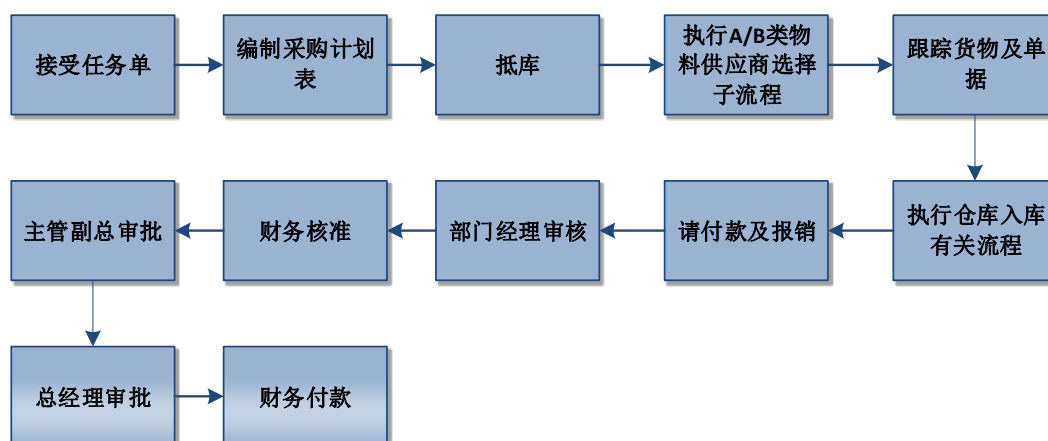 接受任务单
编制采购计划
表
抵库
执行A/B类物
料供应商选择
子流程
跟踪货物及单
据
执行仓库入库
有关流程
请付款及报销
部门经理审核
财务核准
主管副总审批
总经理审批
财务付款